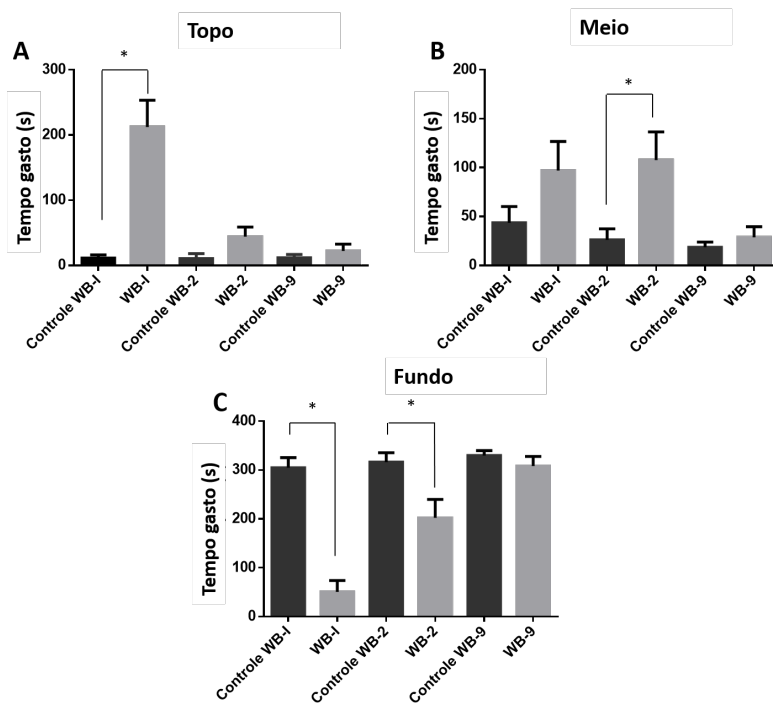 A
Topo
*
Tempo gasto (s)
300
200
100
0
Controle WB-I
WB-I
Controle WB-2
WB-2
Controle WB-9
WB-9
B
Meio
*
Tempo gasto (s)
200
150
100
50
0
Controle WB-I
WB-I
Controle WB-2
WB-2
Controle WB-9
WB-9
C
Fundo
*
*
Tempo gasto (s)
400
300
200
100
0
Controle WB-I
WB-I
Controle WB-2
WB-2
Controle WB-9
WB-9